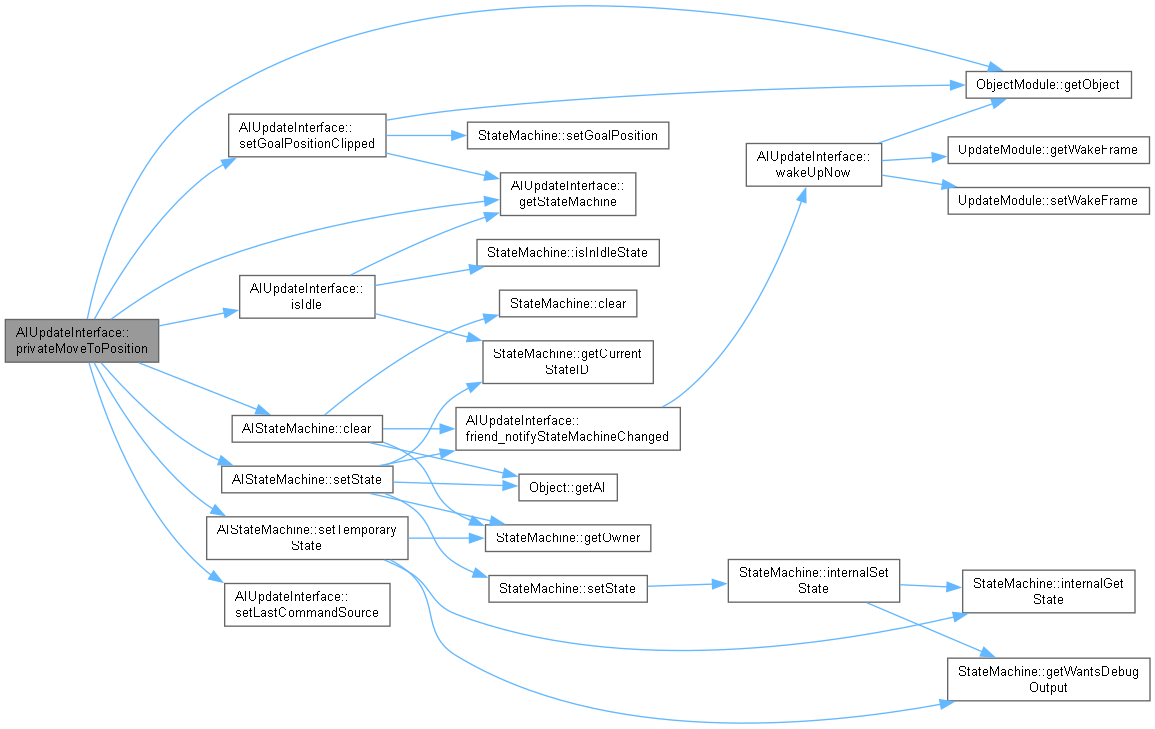 ObjectModule::getObject
AIUpdateInterface::
setGoalPositionClipped
StateMachine::setGoalPosition
AIUpdateInterface::
wakeUpNow
UpdateModule::getWakeFrame
AIUpdateInterface::
getStateMachine
UpdateModule::setWakeFrame
StateMachine::isInIdleState
AIUpdateInterface::
isIdle
StateMachine::clear
AIUpdateInterface::
privateMoveToPosition
StateMachine::getCurrent
StateID
AIStateMachine::clear
AIUpdateInterface::
friend_notifyStateMachineChanged
AIStateMachine::setState
Object::getAI
AIStateMachine::setTemporary
State
StateMachine::getOwner
StateMachine::internalSet
State
StateMachine::internalGet
State
StateMachine::setState
AIUpdateInterface::
setLastCommandSource
StateMachine::getWantsDebug
Output